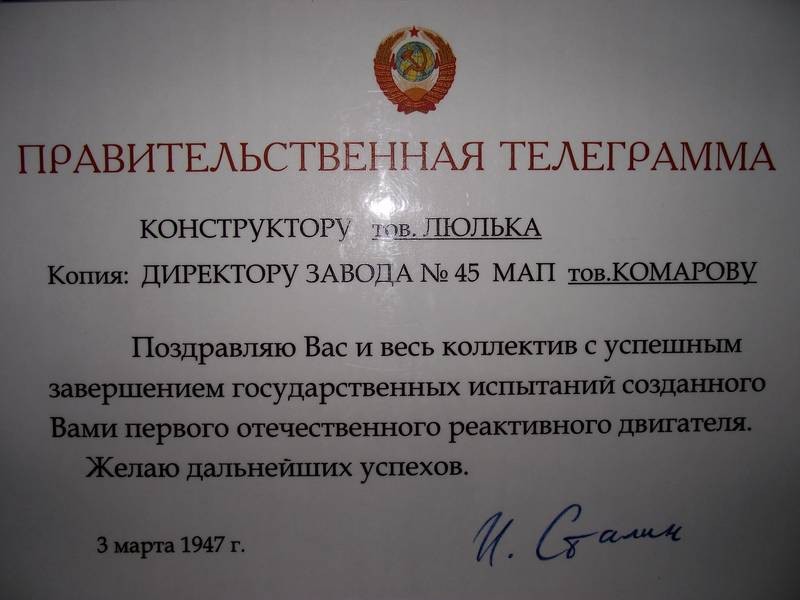 ПРАВИТЕЛЬСТВЕННАЯ ТЕЛЕГРАММА
КОНСТРУКТОРУ тов. ЛЮЛЬКА
Копия: ДИРЕКТОРУ ЗАВОДА № 45 МАП тов.КОМАРОВУ
Поздравляю Вас и весь коллектив с успешным
завершением государственных испытаний созданного
Вами первого отечественного реактивного двигателя.
Желаю дальнейших успехов.
3 марта 1947 г.
И. Сталин